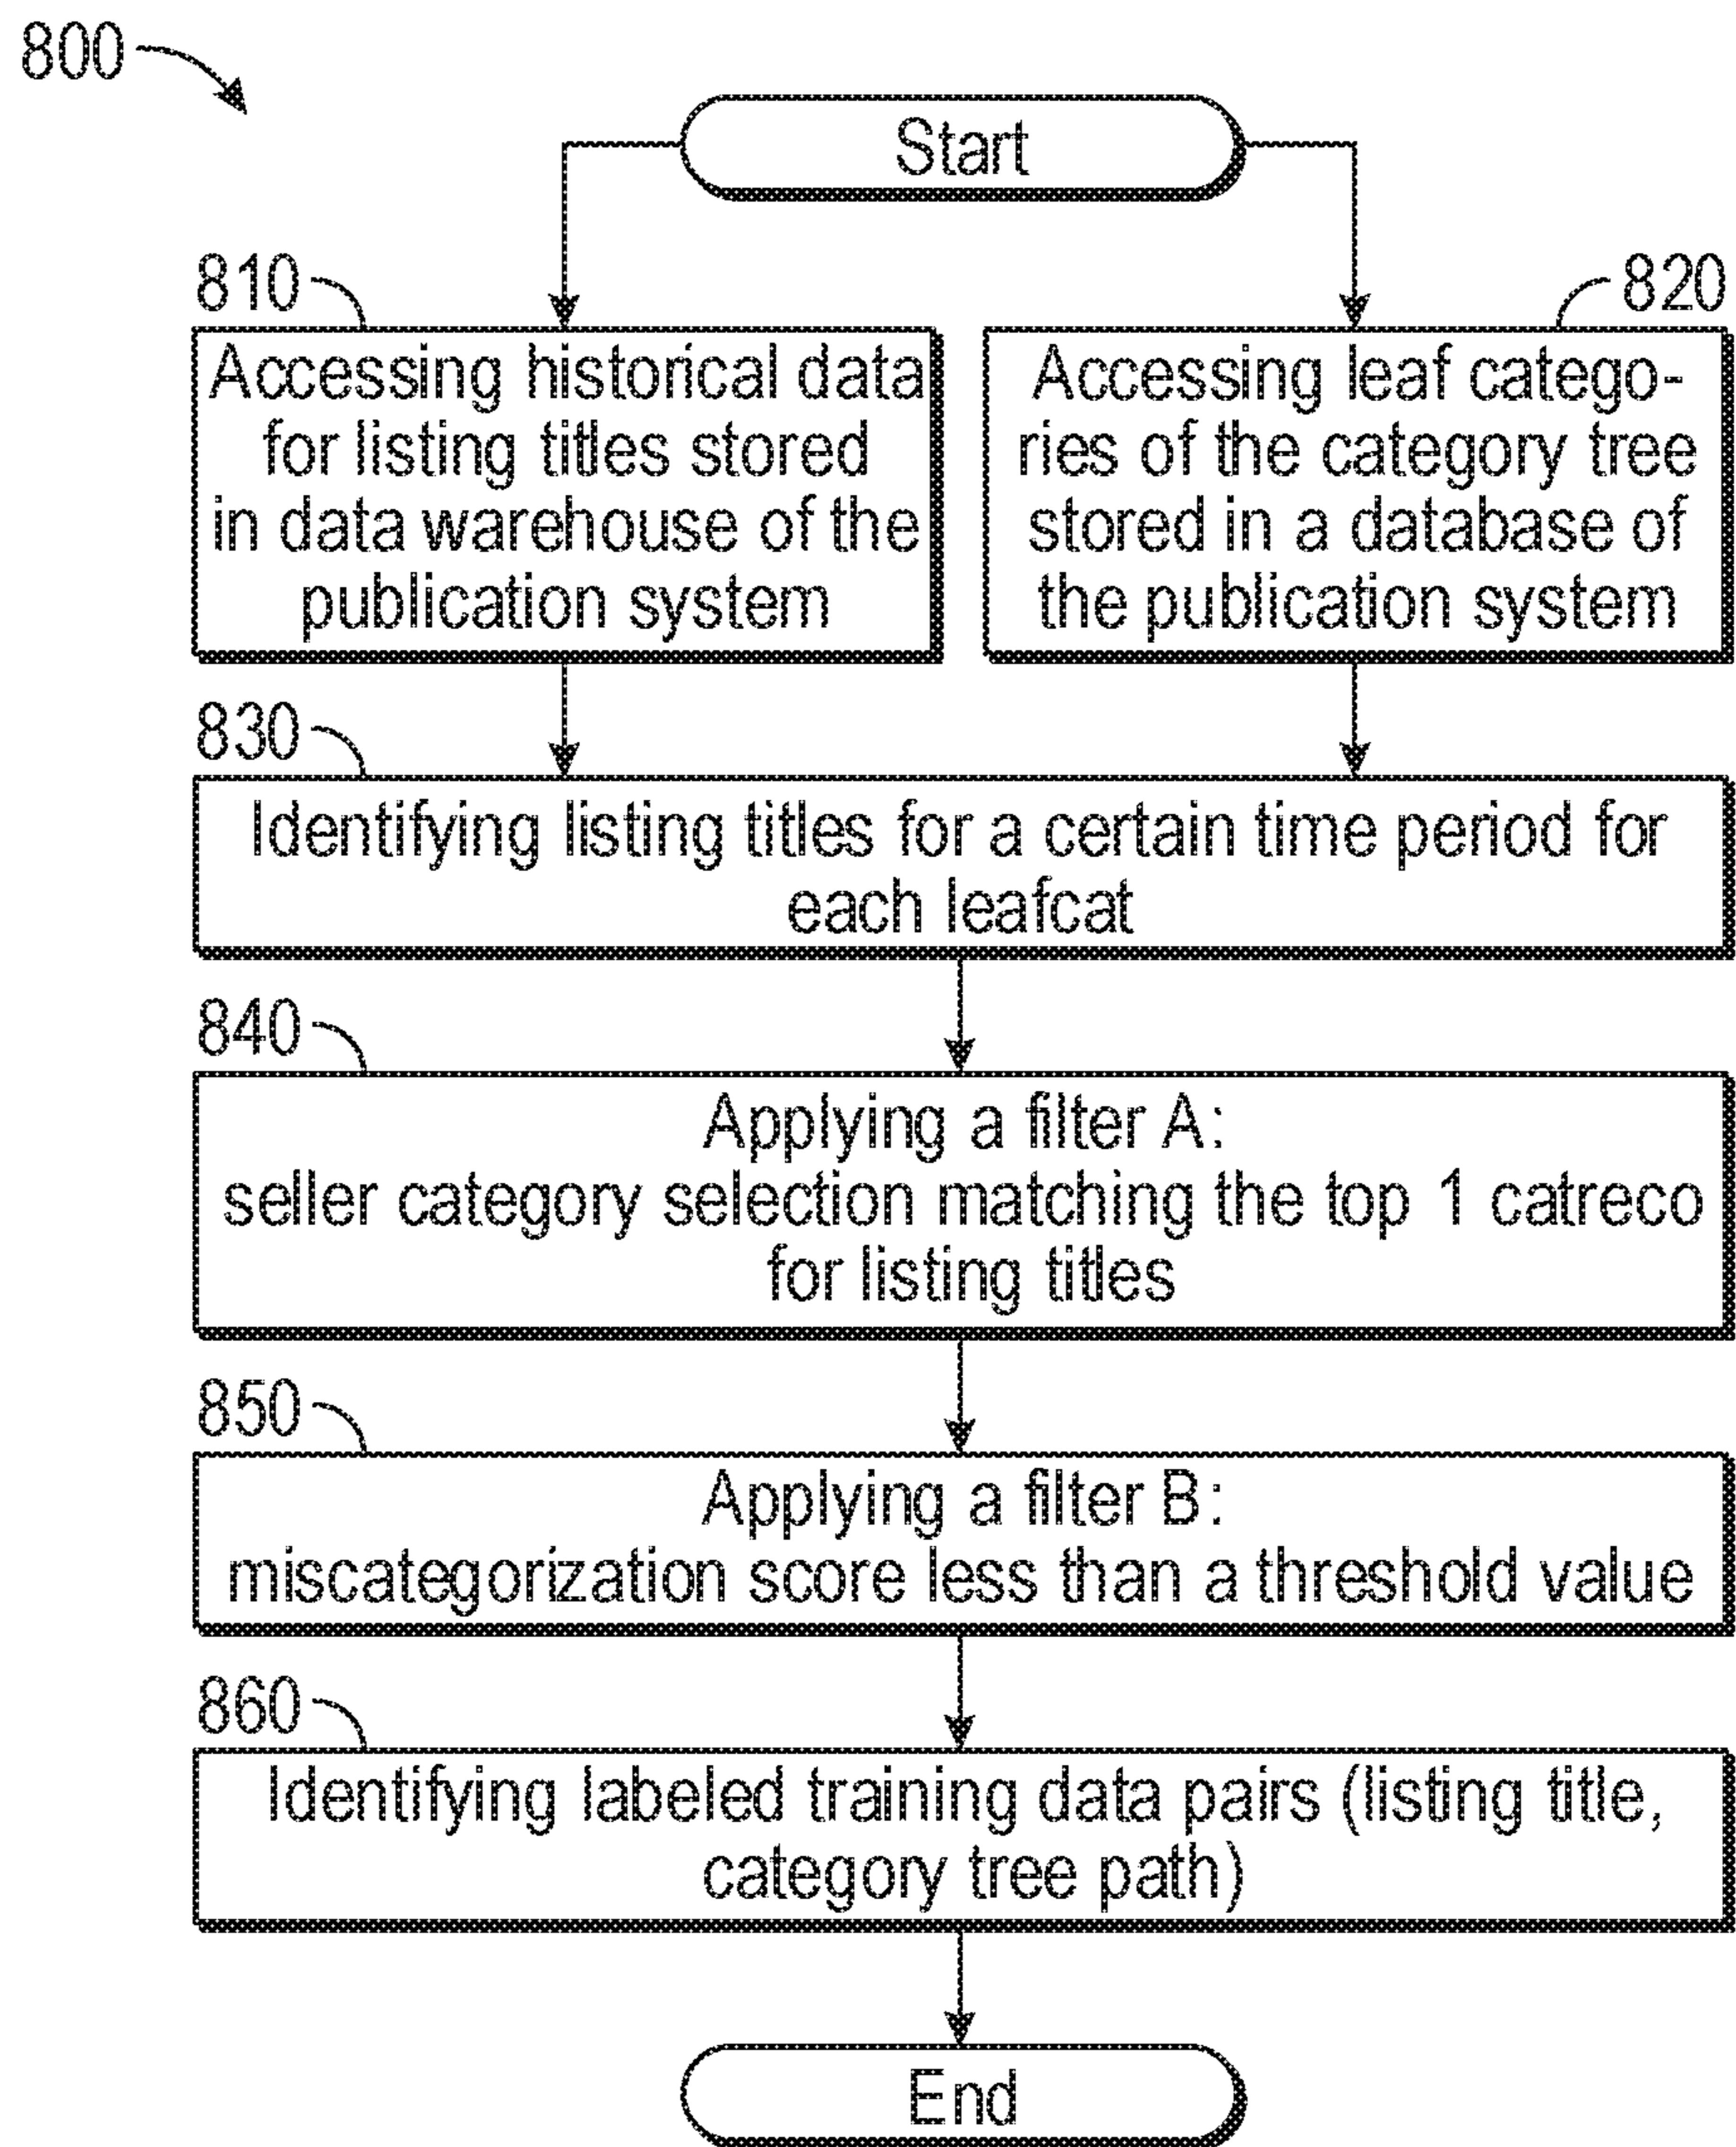 800
Start
810
820
Accessing historical data
for listing titles stored
in data warehouse of the
publication system
Accessing leaf catego-
ries of the category tree
stored in a database of
the publication system
830
Identifying listing titles for a certain time period for
each leafcat
840
Applying a filter A:
seller category selection matching the top 1 catreco
for listing titles
850
Applying a filter B:
miscategorization score less than a threshold value
860
Identifying labeled training data pairs (listing title,
category tree path)
End